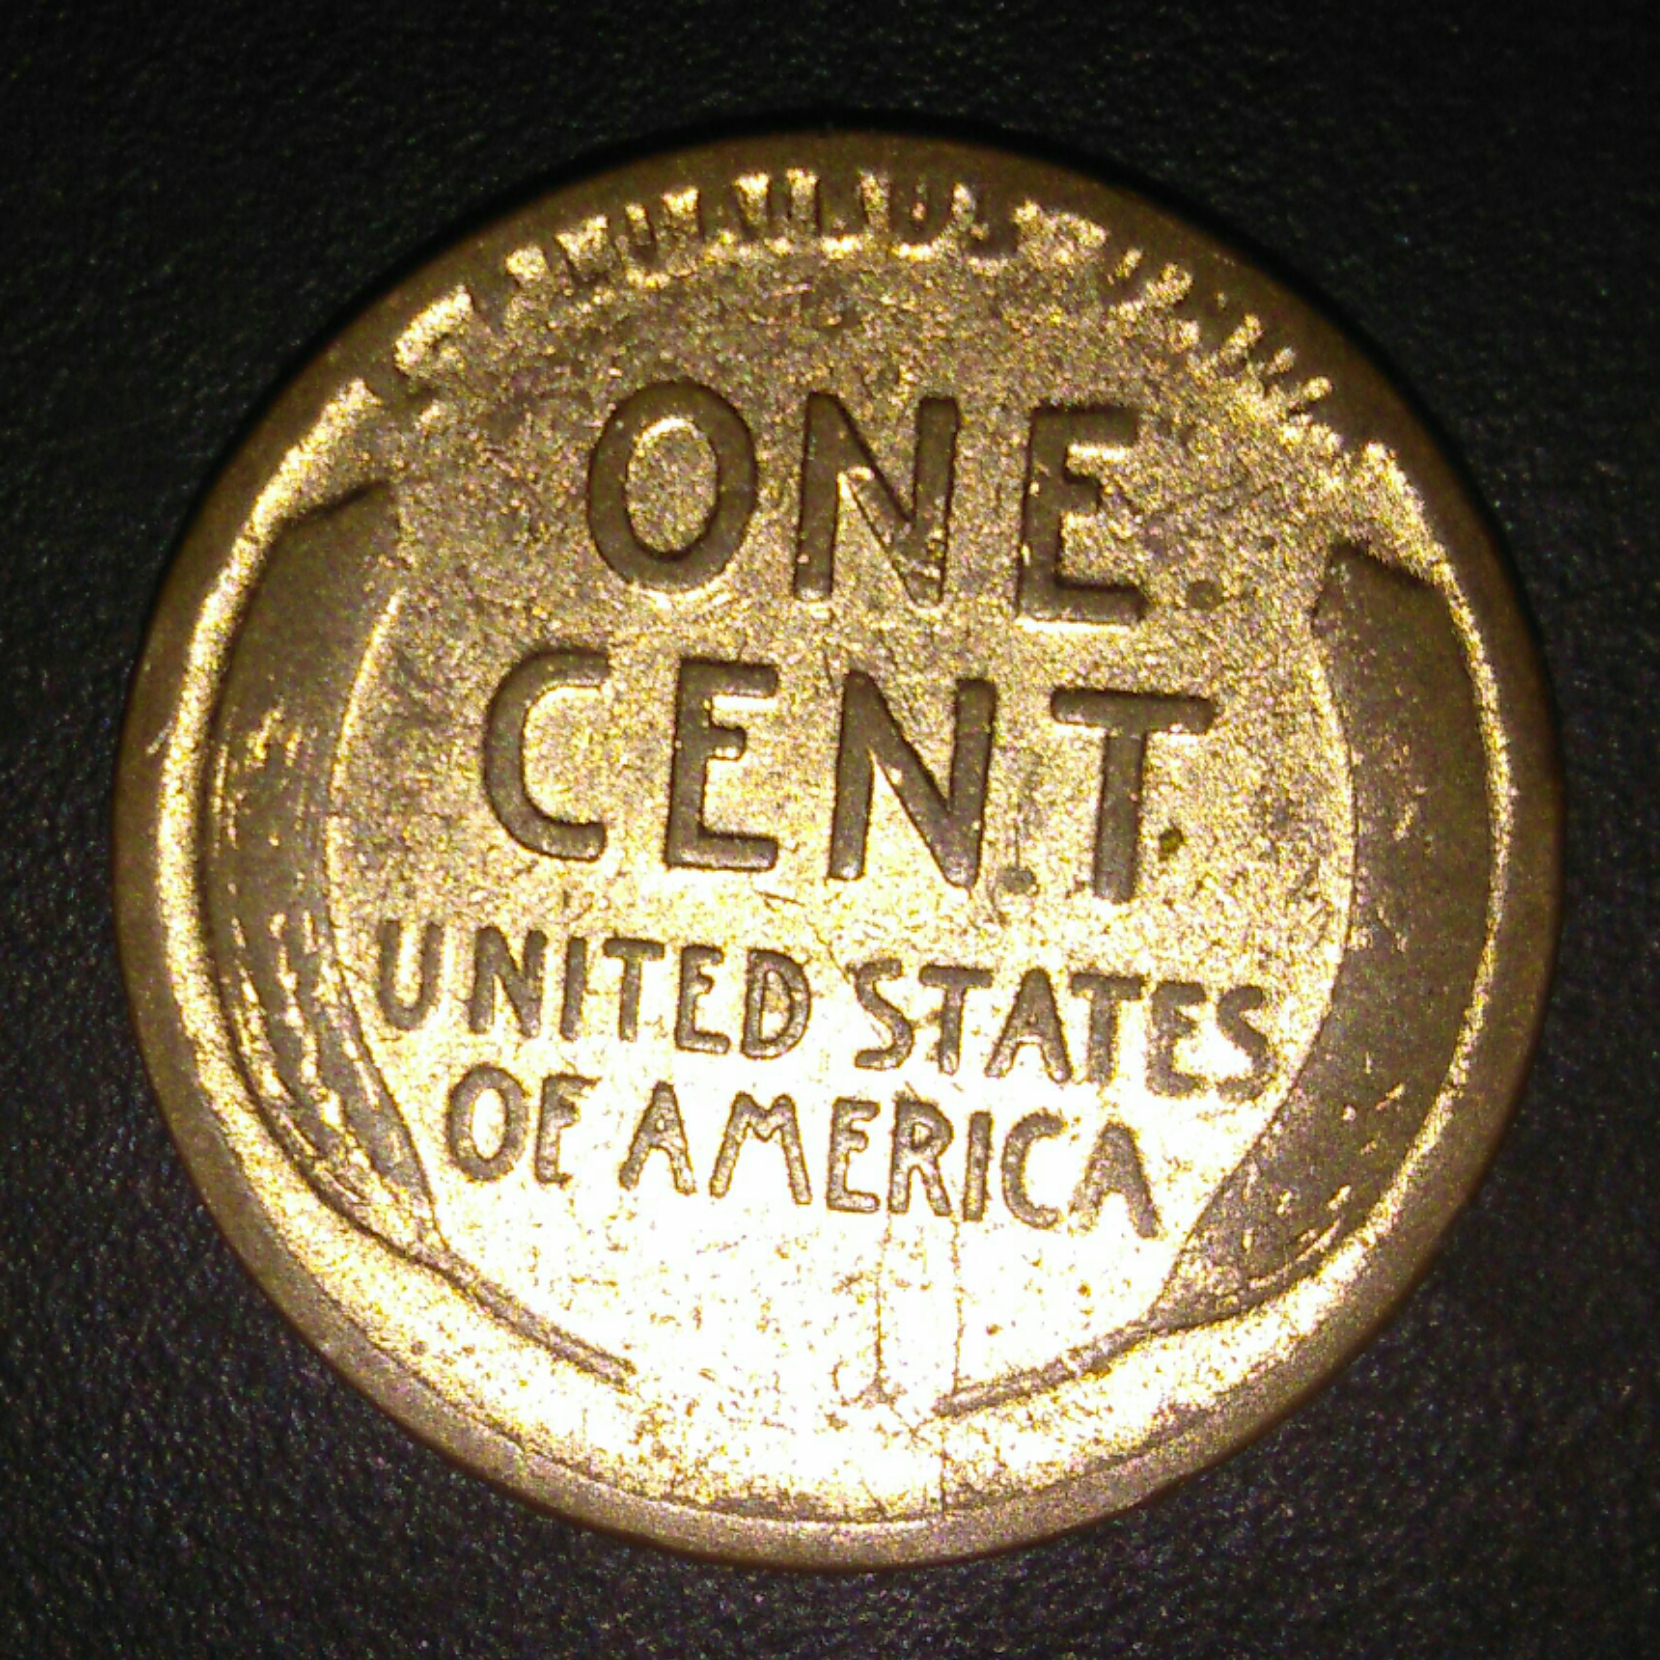 ONE
CENT
UNITED STATES
OF AMERICA